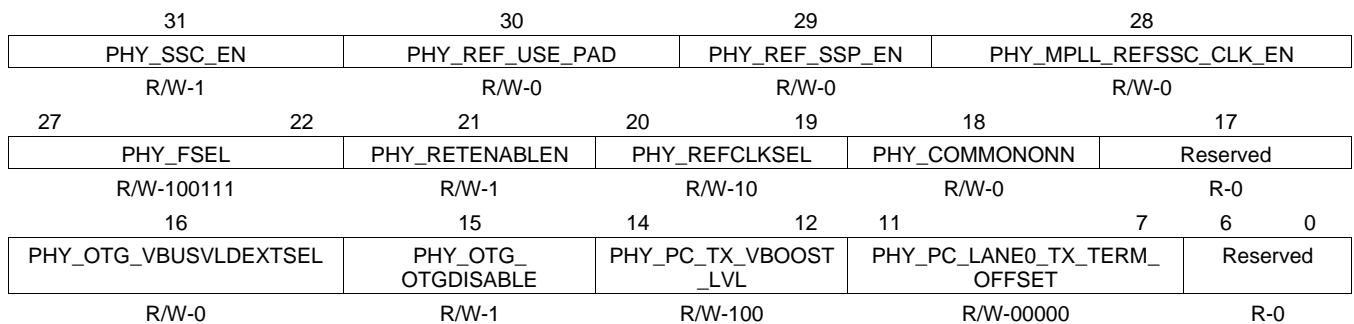 31 30 29 28
PHY_SSC_EN PHY_REF_USE_PAD PHY_REF_SSP_EN PHY_MPLL_REFSSC_CLK_EN
R/W-1 R/W-0 R/W-0 R/W-0
27 22 21 20 19 18 17
PHY_FSEL PHY_RETENABLEN PHY_REFCLKSEL PHY_COMMONONN Reserved
R/W-100111 R/W-1 R/W-10 R/W-0 R-0
16 15 14 12 11 7 6 0
PHY_OTG_VBUSVLDEXTSEL PHY_OTG_ PHY_PC_TX_VBOOST PHY_PC_LANE0_TX_TERM_ Reserved
OTGDISABLE _LVL OFFSET
R/W-0 R/W-1 R/W-100 R/W-00000 R-0